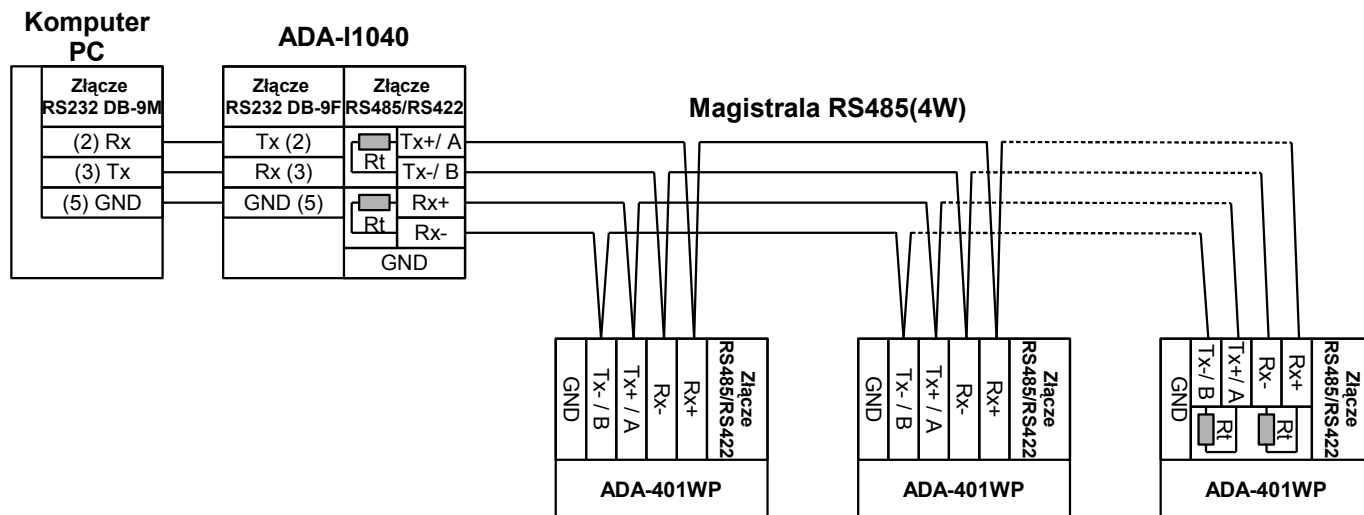 Komputer
PC
ADA-I1040
Magistrala RS485(4W)
Złącze
RS232 DB-9M
(2) Rx
(3) Tx
(5) GND
Złącze
RS232 DB-9F
Tx (2)
Rx (3)
GND (5)
Złącze
RS485/RS422
Rt
Tx+/ A
Tx-/ B
Rt
Rx+
Rx-
GND
GND
Tx- / B
Tx+ / A
Rx-
Rx+
Złącze
RS485/RS422
ADA-401WP
GND
Tx- / B
Tx+ / A
Rx-
Rx+
Złącze
RS485/RS422
ADA-401WP
GND
Tx-/ B
Tx+/ A
Rx-
Rx+
Rt
Rt
Złącze
RS485/RS422
ADA-401WP